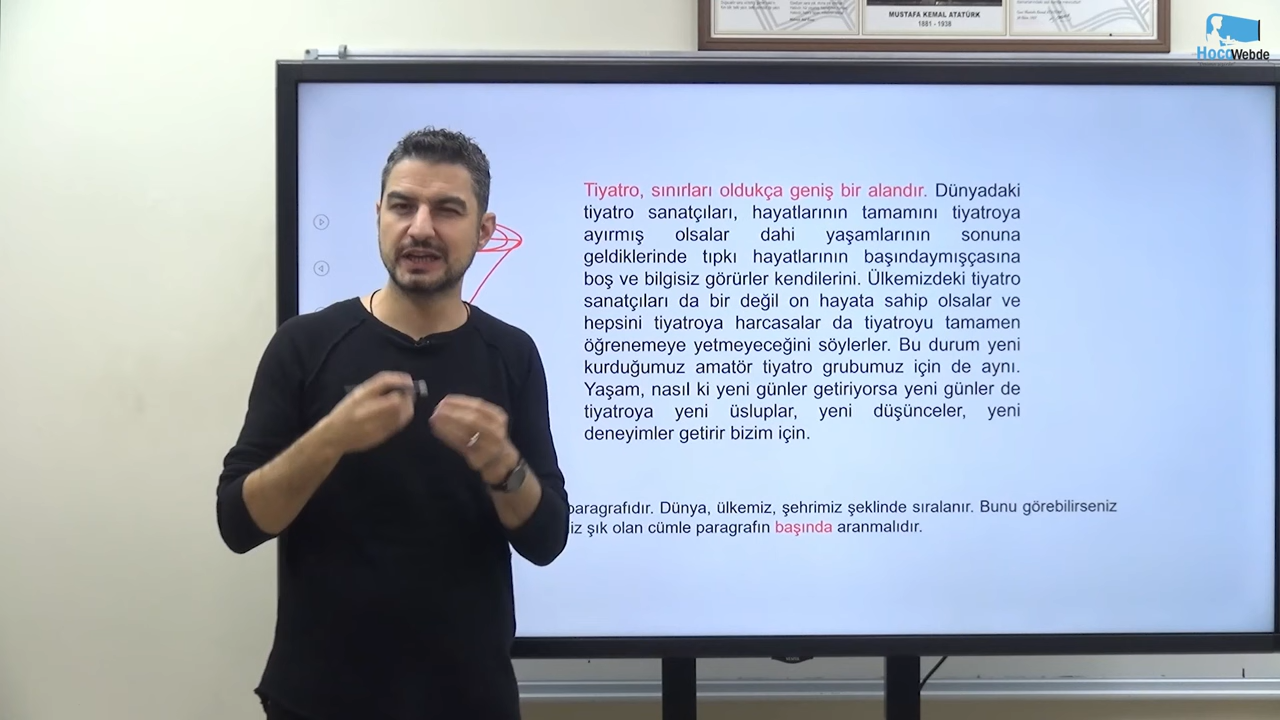 MUSTAFA KEMAL ATATÜRK
1881 - 1938
Hoca Webde
Tiyatro, sınırları oldukça geniş bir alandır. Dünyadaki
tiyatro sanatçıları, hayatlarının tamamını tiyatroya
ayırmış olsalar dahi yaşamlarının sonuna
geldiklerinde tıpkı hayatlarının başındaymışçasına
boş ve bilgisiz görürler kendilerini. Ülkemizdeki tiyatro
sanatçıları da bir değil on hayata sahip olsalar ve
hepsini tiyatroya harcasalar da tiyatroyu tamamen
öğrenemeye yetmeyeceğini söylerler. Bu durum yeni
kurduğumuz amatör tiyatro grubumuz için de aynı.
Yaşam, nasıl ki yeni günler getiriyorsa yeni günler de
tiyatroya yeni üsluplar, yeni düşünceler, yeni
deneyimler getirir bizim için.
paragrafıdır. Dünya, ülkemiz, şehrimiz şeklinde sıralanır. Bunu görebilirseniz
iz şık olan cümle paragrafın başında aranmalıdır.